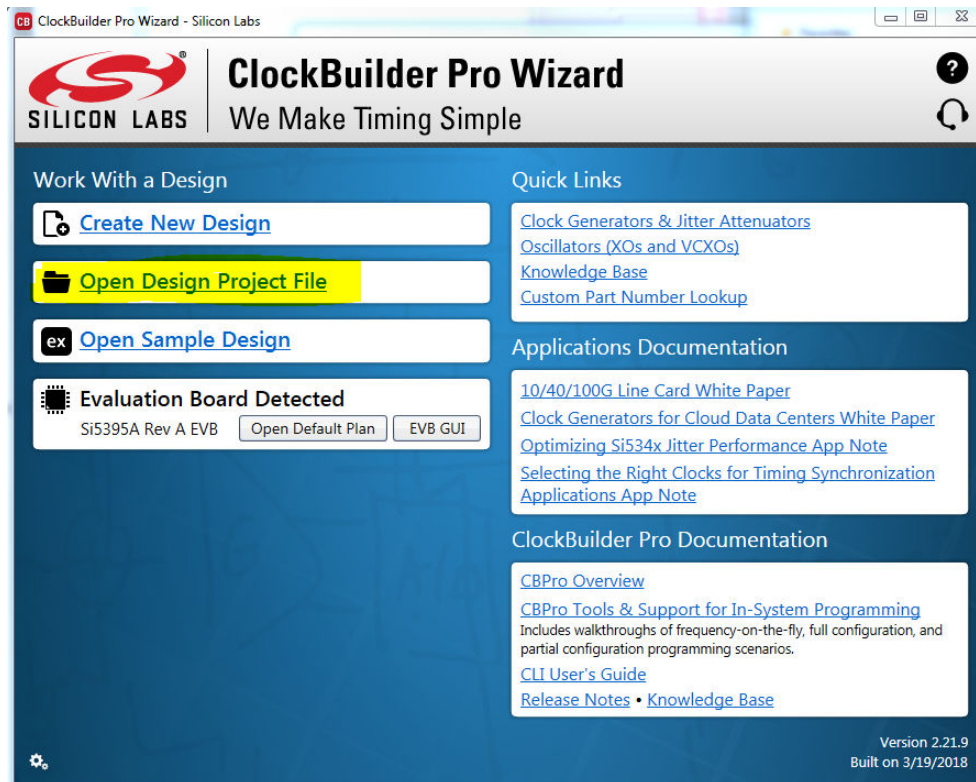 CB ClockBuilder Pro Wizard - Silicon Labs
SILICON LABS
ClockBuilder Pro Wizard
We Make Timing Simple
?
Work With a Design
Create New Design
Open Design Project File
ex Open Sample Design
Evaluation Board Detected
Si5395A Rev A EVB Open Default Plan EVB GUI
Quick Links
Clock Generators & Jitter Attenuators
Oscillators (XOs and VCXOs)
Knowledge Base
Custom Part Number Lookup
Applications Documentation
10/40/100G Line Card White Paper
Clock Generators for Cloud Data Centers White Paper
Optimizing Si534x Jitter Performance App Note
Selecting the Right Clocks for Timing Synchronization
Applications App Note
ClockBuilder Pro Documentation
CBPro Overview
CBPro Tools & Support for In-System Programming
Includes walkthroughs of frequency-on-the-fly, full configuration, and
partial configuration programming scenarios.
CLI User's Guide
Release Notes • Knowledge Base
Version 2.21.9
Built on 3/19/2018